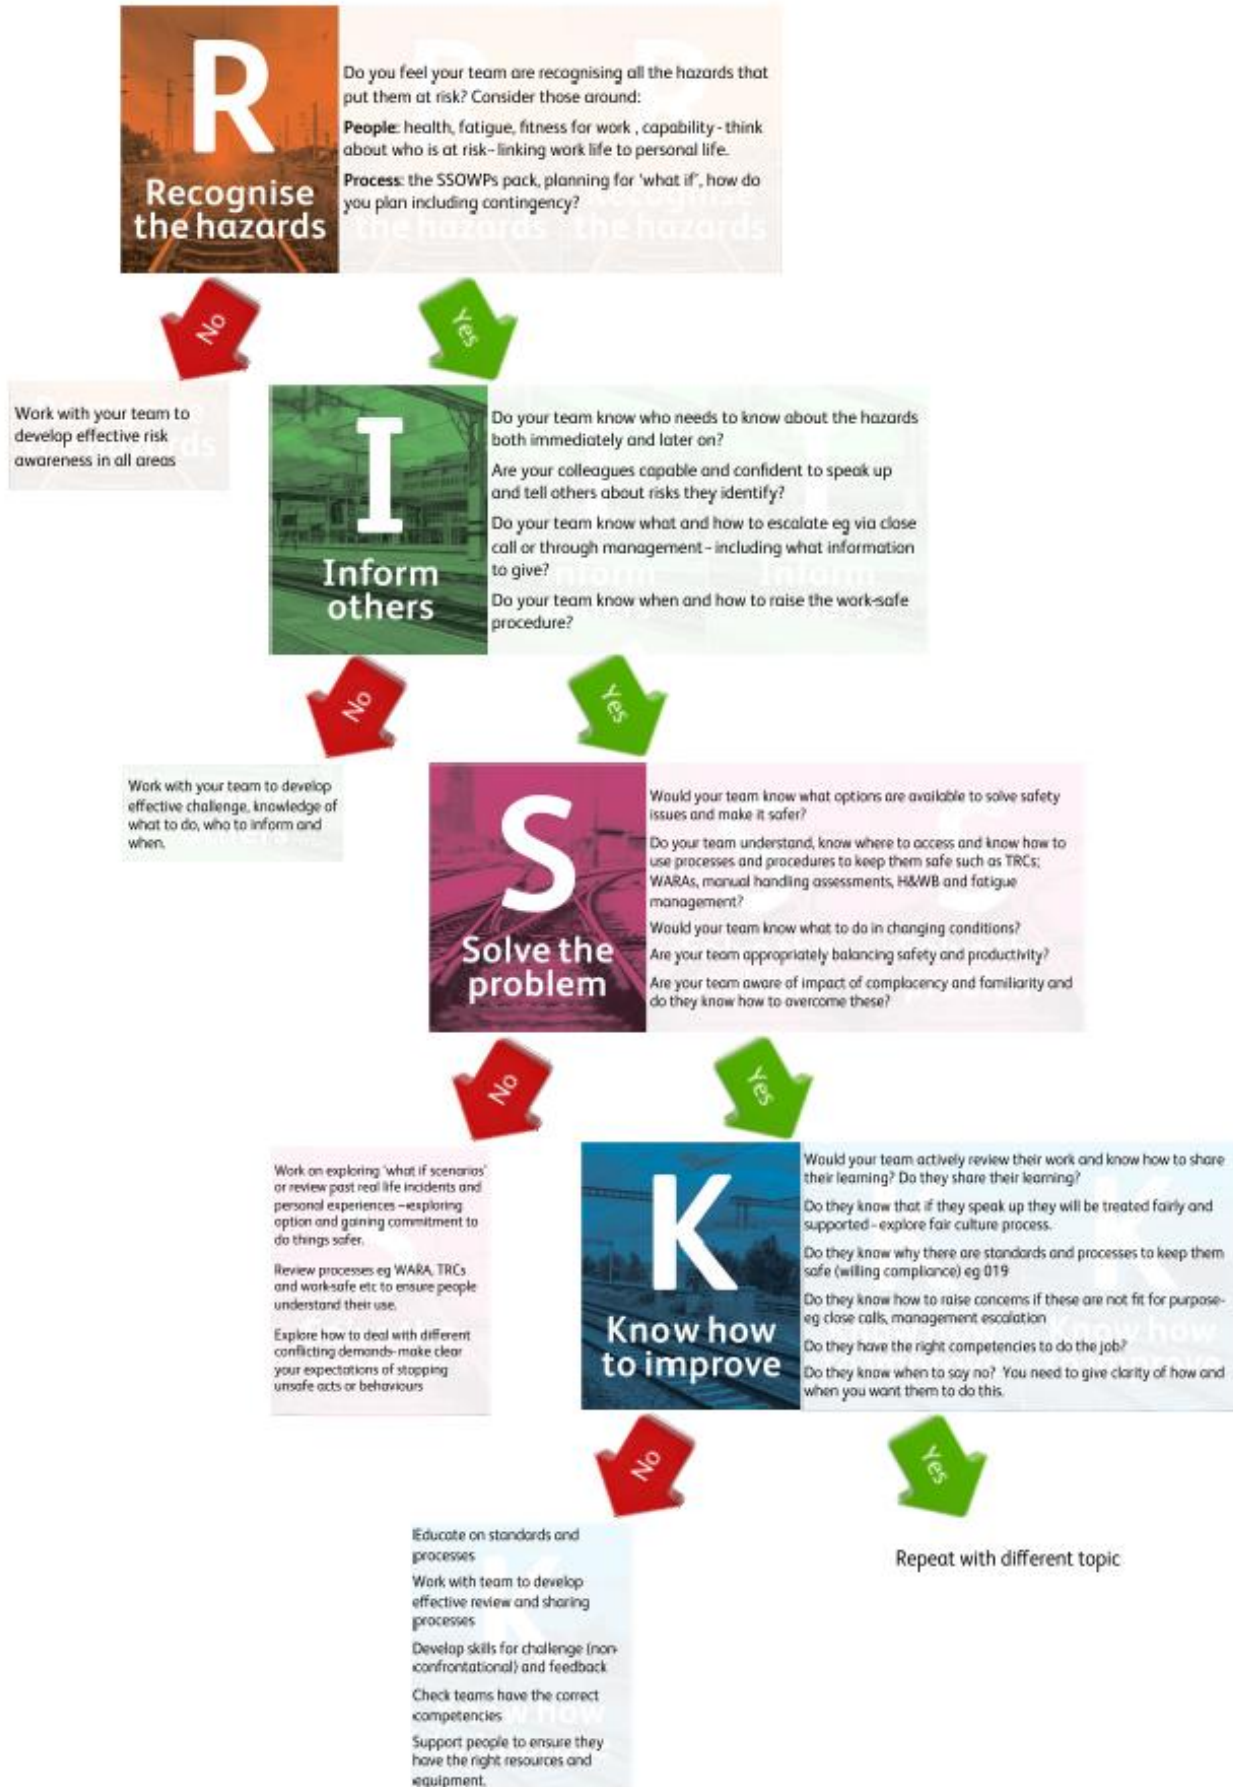 R
Recognise
the hazards
Do you feel your team are recognising all the hazards that
put them at risk? Consider those around:
People: health, fatigue, fitness for work , capability - think
about who is at risk- linking work life to personal life.
Process: the SSOWPs pack, planning for 'what if', how do
you plan including contingency?
No
Yes
Work with your team to
develop effective risk
awareness in all areas
I
Inform
others
Do your team know who needs to know about the hazards
both immediately and later on?
Are your colleagues capable and confident to speak up
and tell others about risks they identify?
Do your team know what and how to escalate eg via close
call or through management - including what information
to give?
Do your team know when and how to raise the work-safe
procedure?
No
Yes
Work with your team to develop
effective challenge, knowledge of
what to do, who to inform and
when.
S
Solve the
problem
Would your team know what options are available to solve safety
issues and make it safer?
Do your team understand, know where to access and know how to
use processes and procedures to keep them safe such as TRCs;
WARAs, manual handling assessments, H&WB and fatigue
management?
Would your team know what to do in changing conditions?
Are your team appropriately balancing safety and productivity?
Are your team aware of impact of complacency and familiarity and
do they know how to overcome these?
No
Yes
Work on exploring 'what if scenarios'
or review past real life incidents and
personal experiences –exploring
option and gaining commitment to
do things safer.
Review processes eg WARA, TRCs
and work-safe etc to ensure people
understand their use.
Explore how to deal with different
conflicting demands- make clear
your expectations of stopping
unsafe acts or behaviours
K
Know how
to improve
Would your team actively review their work and know how to share
their learning? Do they share their learning?
Do they know that if they speak up they will be treated fairly and
supported - explore fair culture process.
Do they know why there are standards and processes to keep them
safe (willing compliance) eg 019
Do they know how to raise concerns if these are not fit for purpose-
eg close calls, management escalation
Do they have the right competencies to do the job?
Do they know when to say no? You need to give clarity of how and
when you want them to do this.
No
Yes
Educate on standards and
processes
Work with team to develop
effective review and sharing
processes
Develop skills for challenge (non-
confrontational) and feedback
Check teams have the correct
competencies
Support people to ensure they
have the right resources and
equipment.
Repeat with different topic